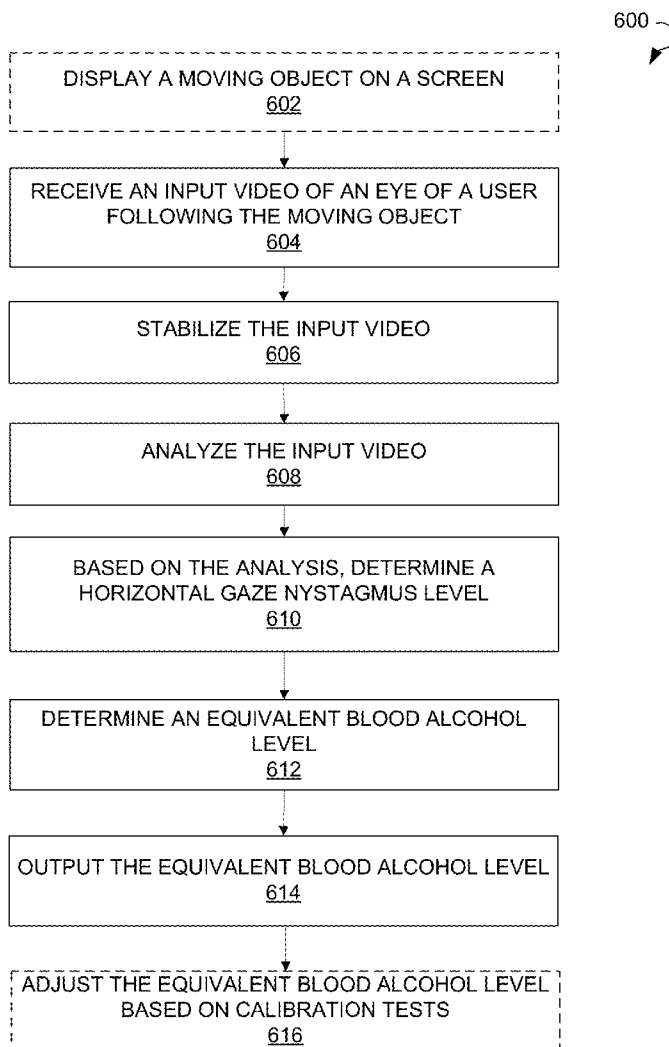 600
DISPLAY A MOVING OBJECT ON A SCREEN
602
RECEIVE AN INPUT VIDEO OF AN EYE OF A USER
FOLLOWING THE MOVING OBJECT
604
STABILIZE THE INPUT VIDEO
606
ANALYZE THE INPUT VIDEO
608
BASED ON THE ANALYSIS, DETERMINE A
HORIZONTAL GAZE NYSTAGMUS LEVEL
610
DETERMINE AN EQUIVALENT BLOOD ALCOHOL
LEVEL
612
OUTPUT THE EQUIVALENT BLOOD ALCOHOL LEVEL
614
ADJUST THE EQUIVALENT BLOOD ALCOHOL LEVEL
BASED ON CALIBRATION TESTS
616